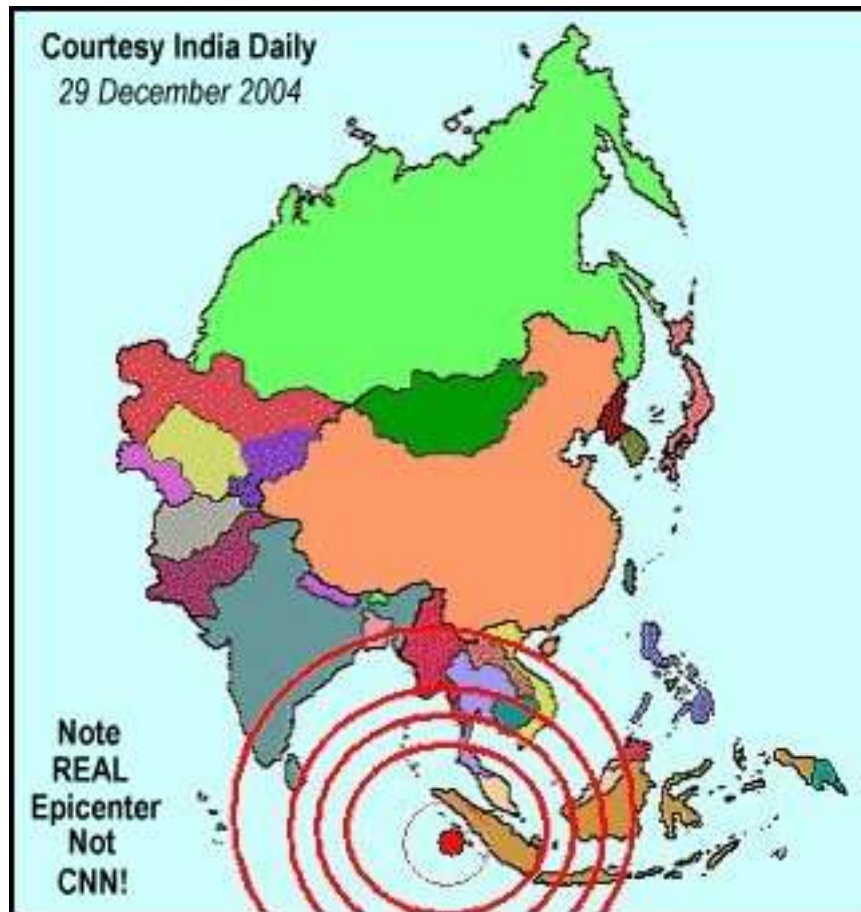 Courtesy India Daily
29 December 2004
Note
REAL
Epicenter
Not
CNN!